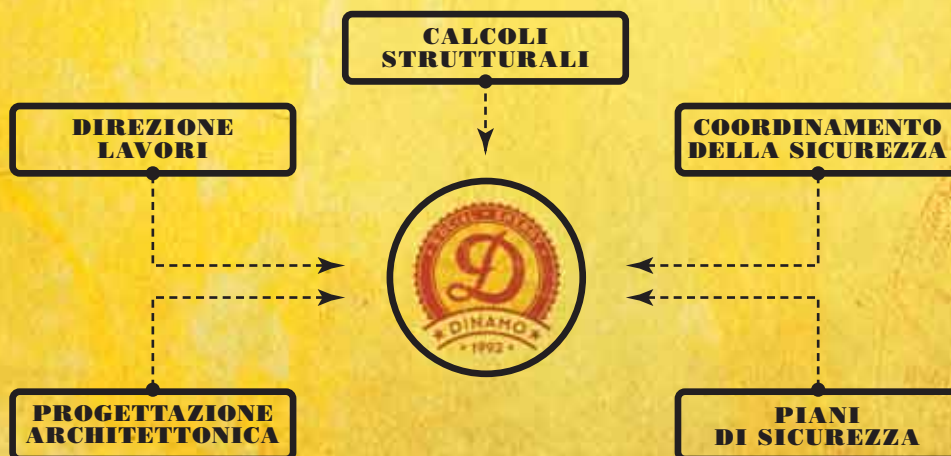 CALCOLI
STRUTTURALI
DIREZIONE
LAVORI
COORDINAMENTO
DELLA SICUREZZA
D
DINAMO
1992
PROGETTAZIONE
ARCHITETTONICA
PIANI
DI SICUREZZA